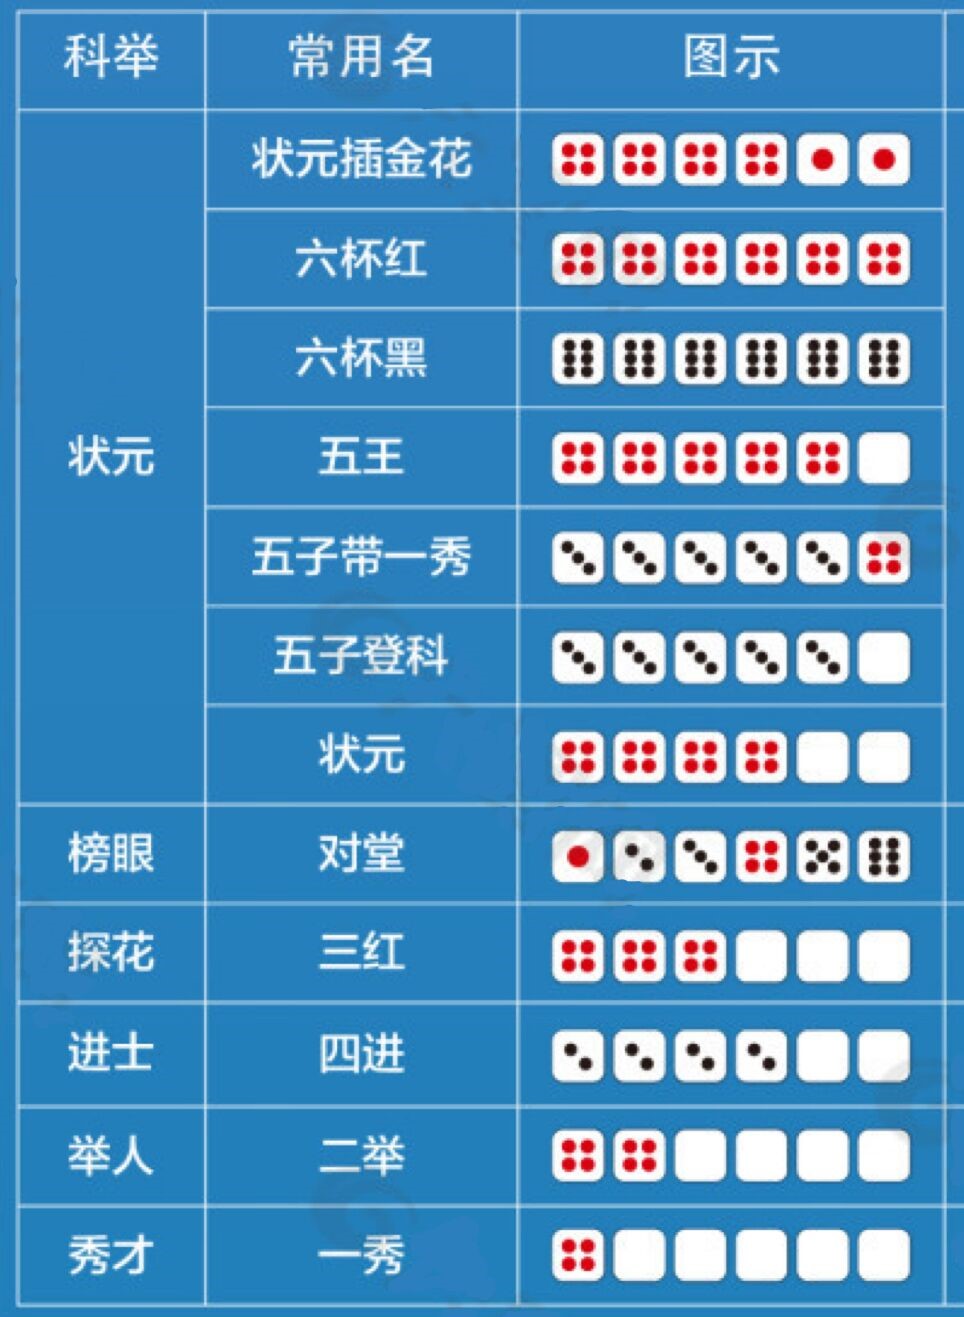 科举 常用名 图示
状元插金花
六杯红
六杯黑
状元 五王
五子带一秀
五子登科
状元
榜眼 对堂
探花 三红
进士 四进
举人 二举
秀才 一秀